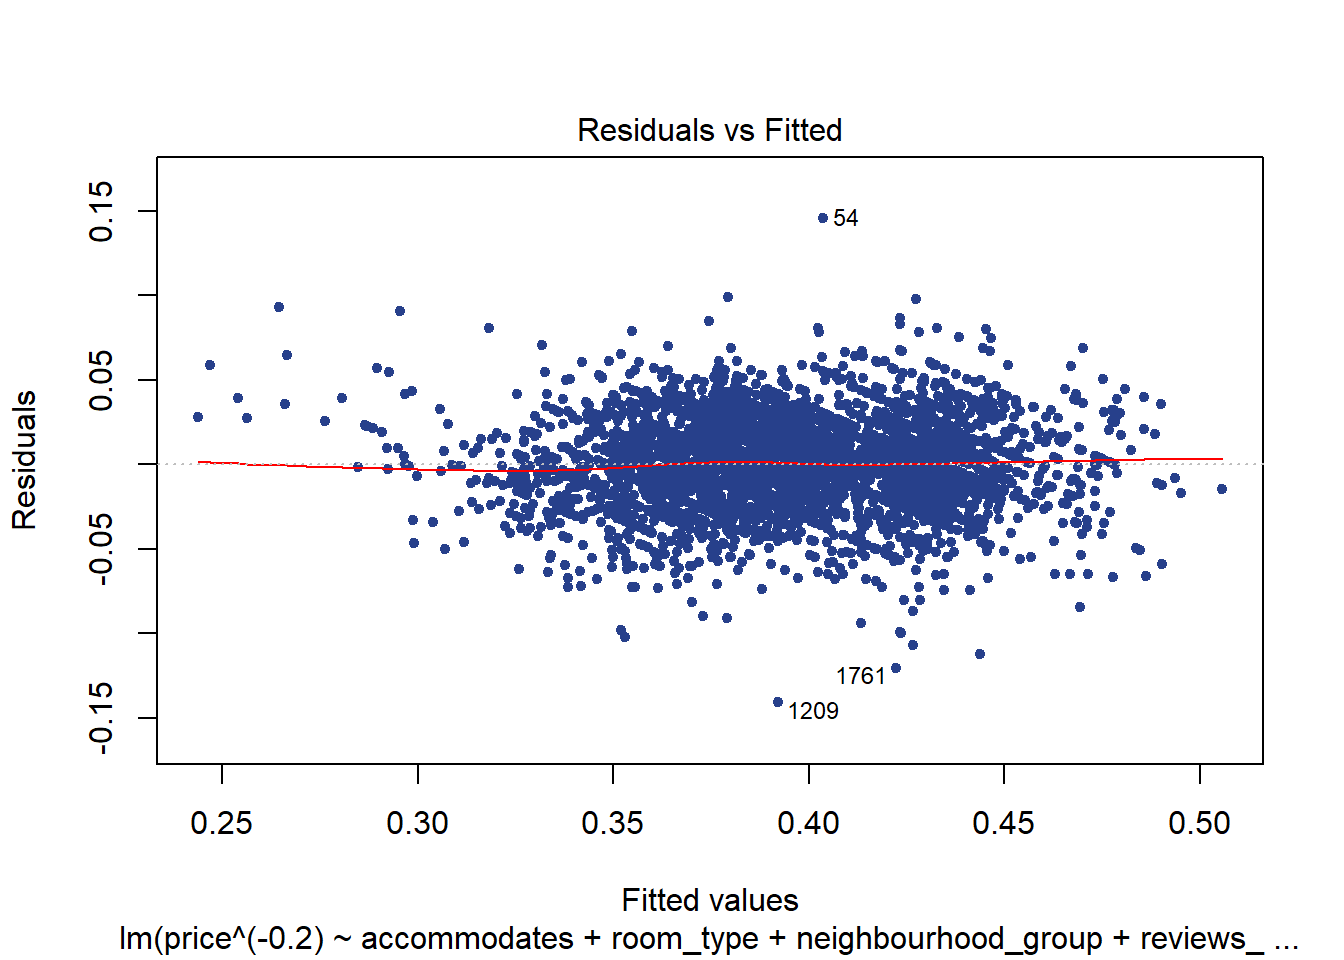 Residuals vs Fitted
0.15
0.05
-0.05
-0.15
Residuals
54
1761
1209
0.25 0.30 0.35 0.40 0.45 0.50
Fitted values
lm(price^(-0.2) ~ accommodates + room_type + neighbourhood_group + reviews_ ...